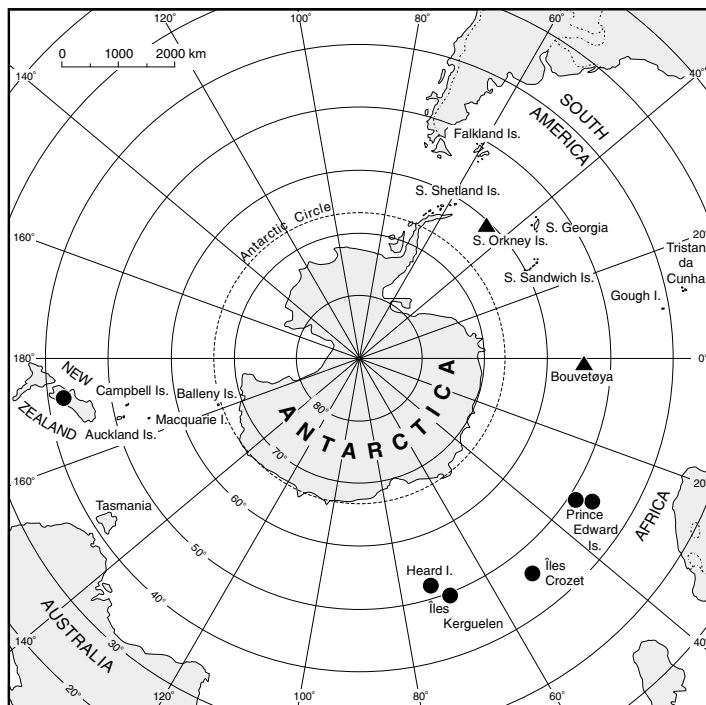 120°
100°
80°
60°
140°
0
1000
2000 km
40°
SOUTH
AMERICA
Falkland Is.
S. Shetland Is.
Antarctic Circle
S. Georgia
160°
S. Orkney Is.
20°
Tristan
da
Cunha
S. Sandwich Is.
Gough I.
180°
0°
NEW
ZEALAND
Campbell Is.
Balleny Is.
Bouvetøya
Auckland Is.
Macquarie I.
ANTARCTICA
80°
70°
60°
50°
40°
30°
20°
160°
Tasmania
20°
Prince
Edward
Is.
AFRICA
Heard I.
Îles
Crozet
Îles
Kerguelen
AUSTRALIA
140°
40°
120°
100°
80°
60°